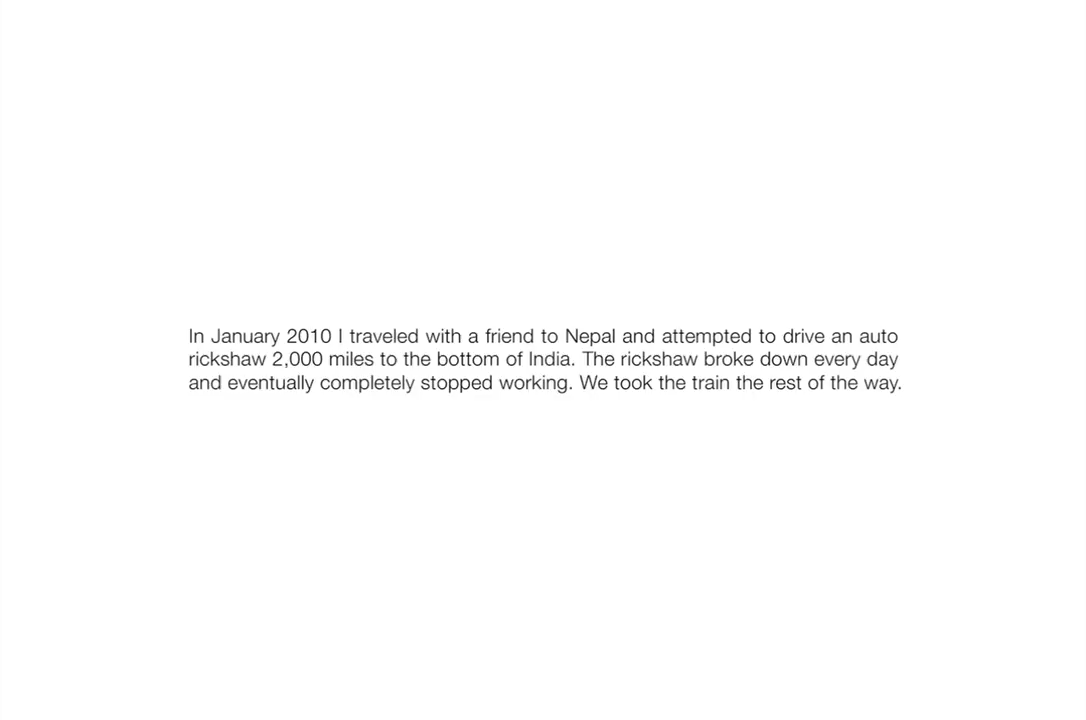 In January 2010 I traveled with a friend to Nepal and attempted to drive an auto
rickshaw 2,000 miles to the bottom of India. The rickshaw broke down every day
and eventually completely stopped working. We took the train the rest of the way.